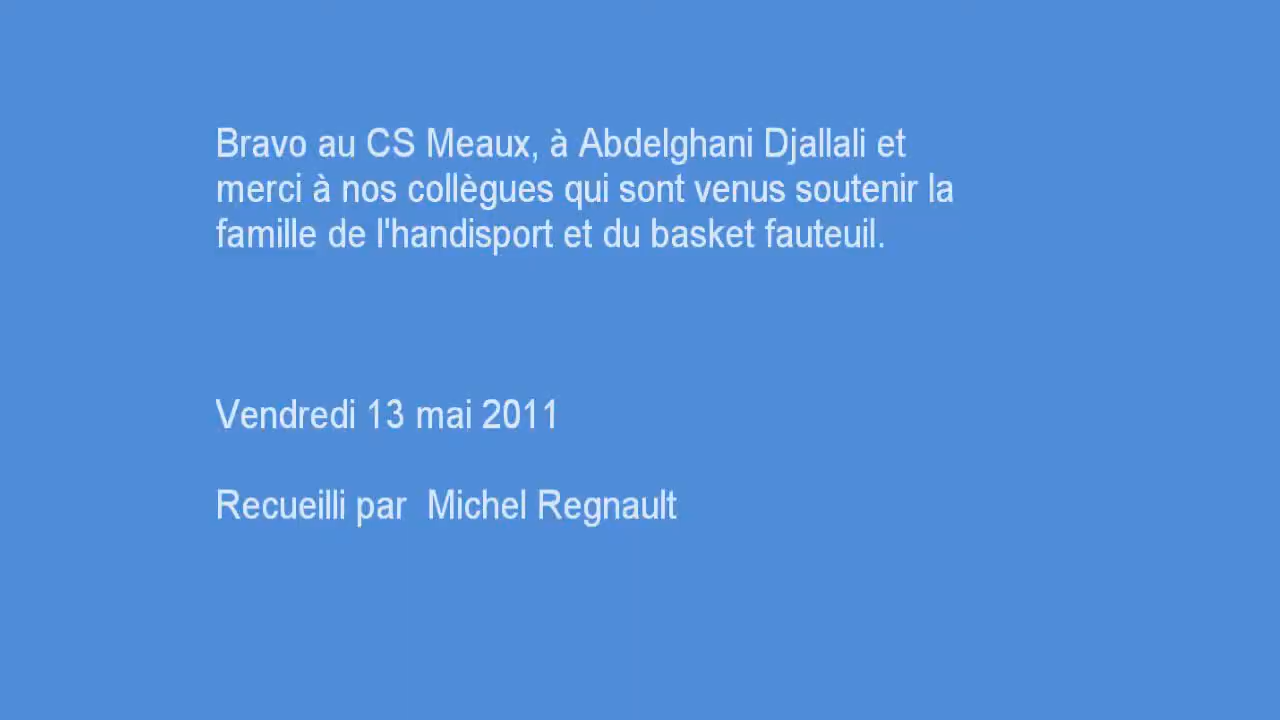 Bravo au CS Meaux, à Abdelghani Djallali et
merci à nos collègues qui sont venus soutenir la
famille de l'handisport et du basket fauteuil.
Vendredi 13 mai 2011
Recueilli par  Michel Regnault